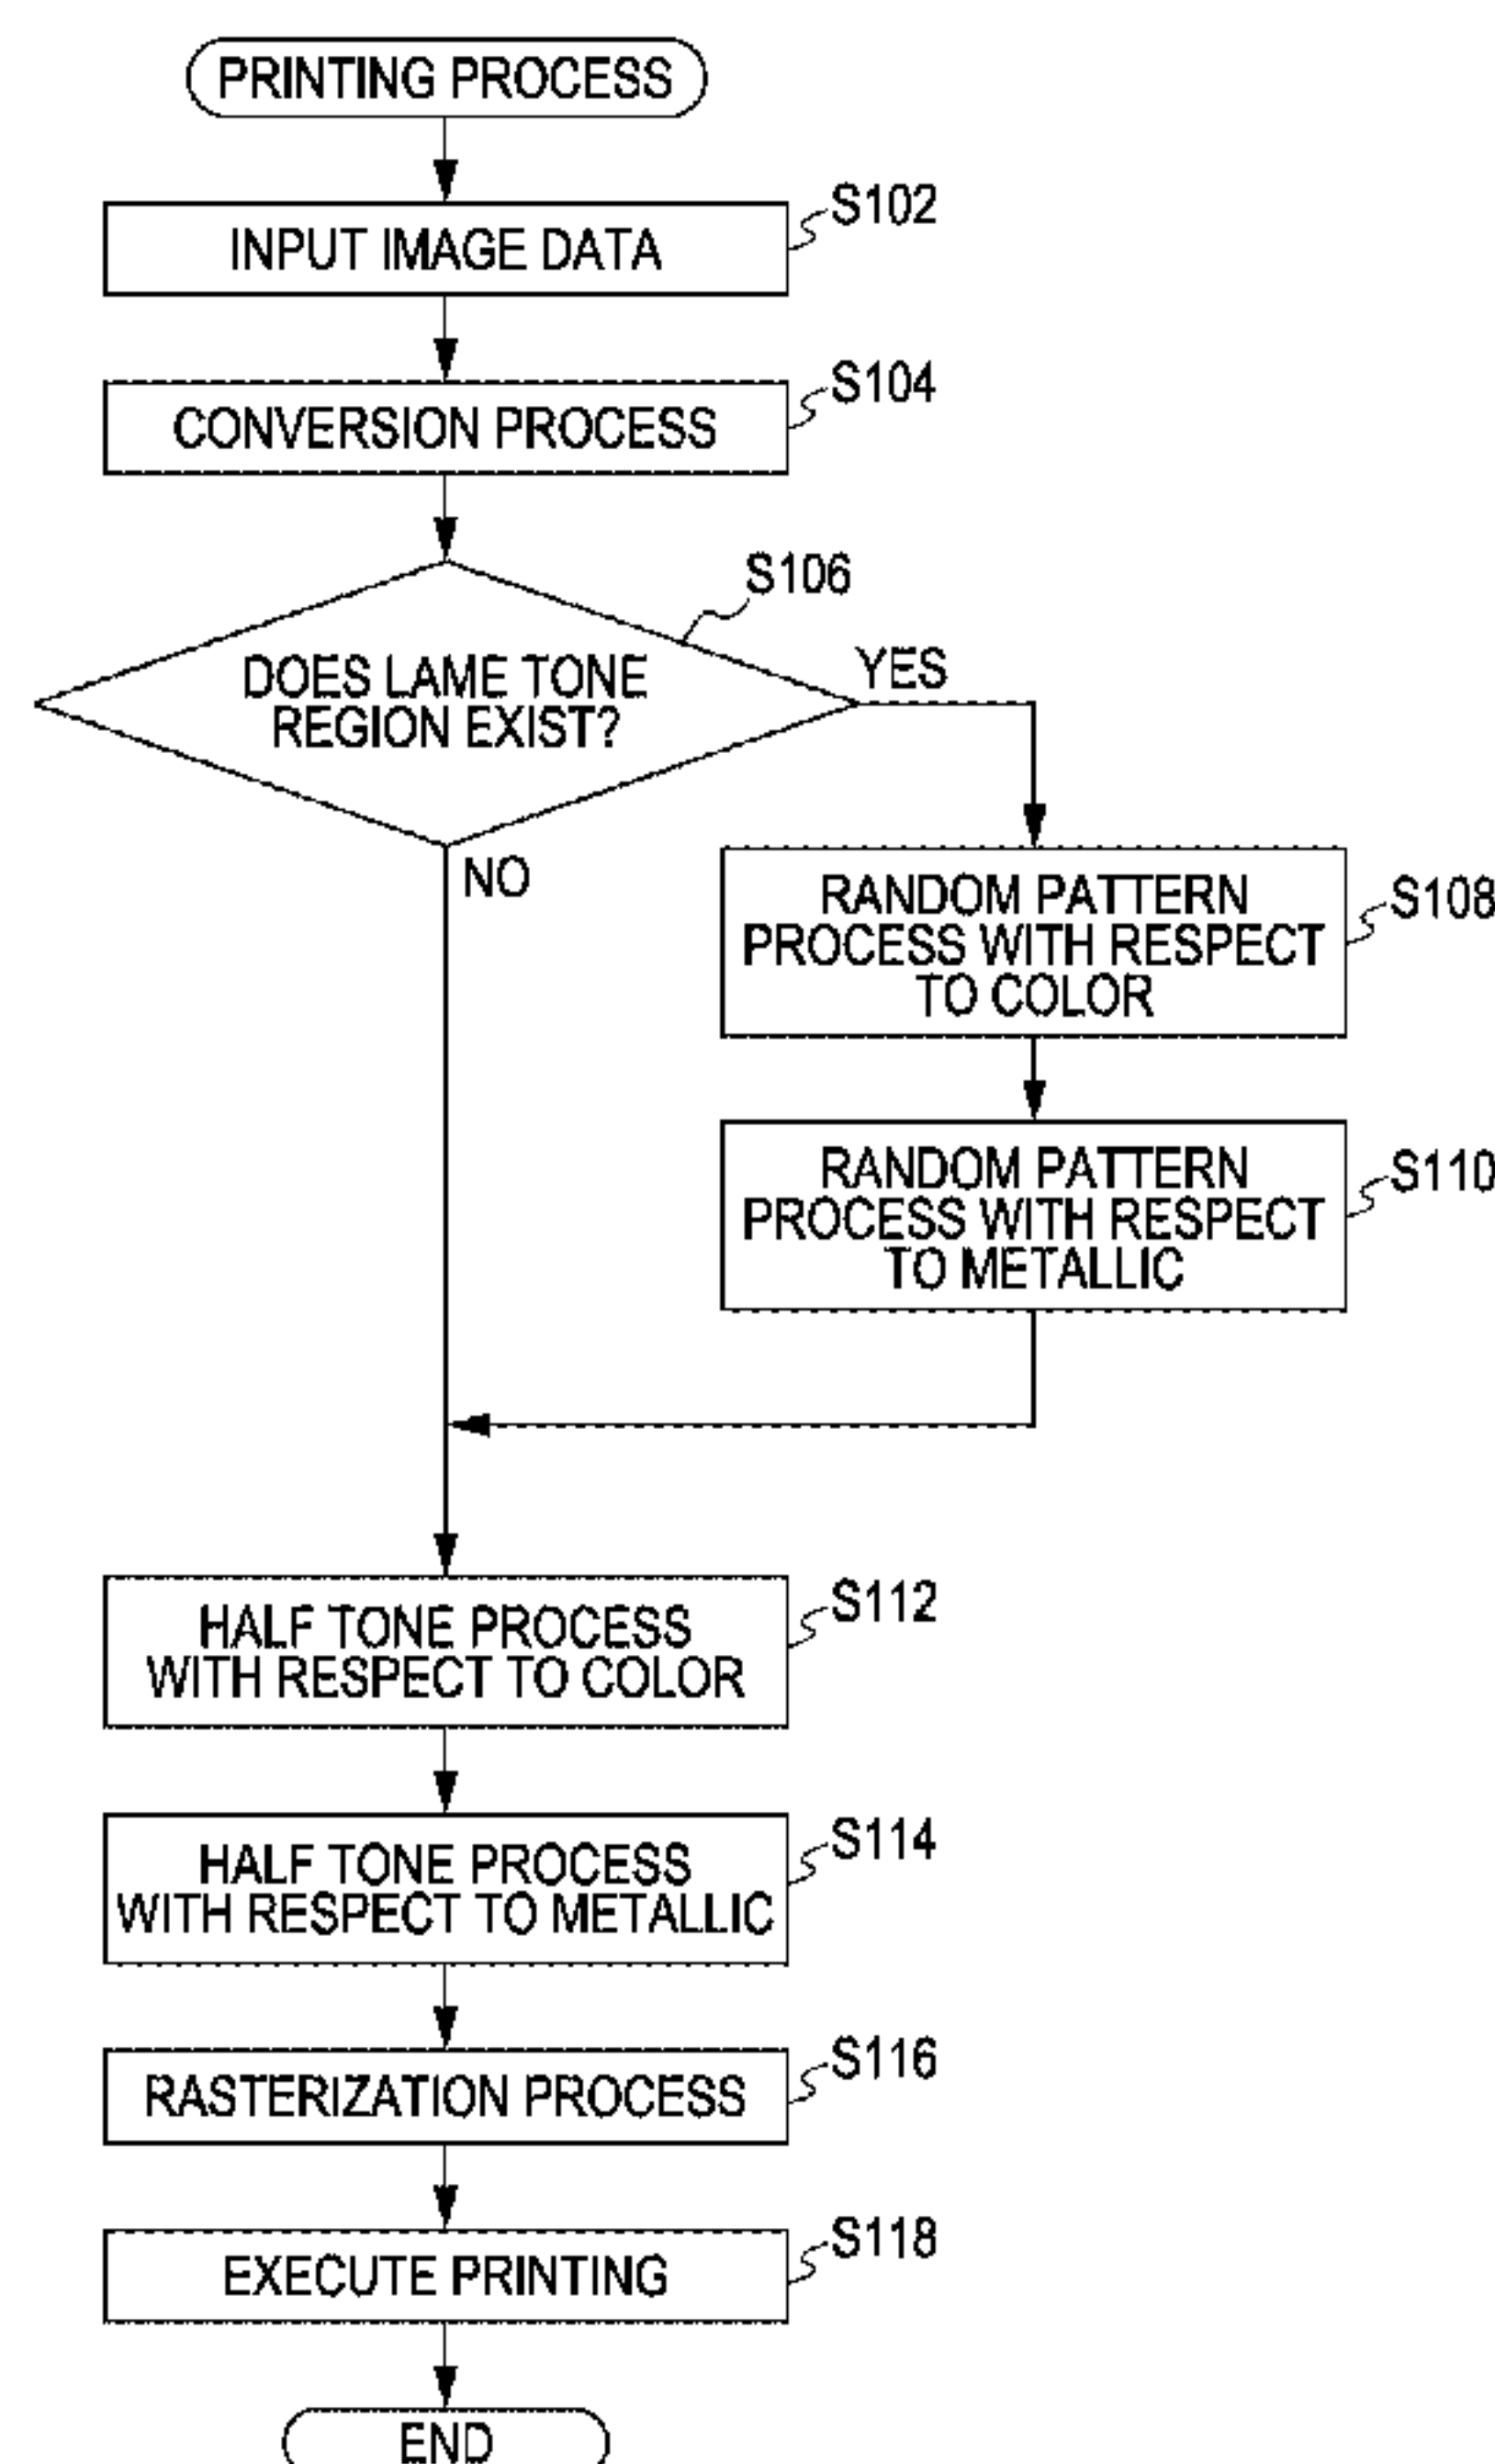 PRINTING PROCESS
S102
INPUT IMAGE DATA
S104
CONVERSION PROCESS
S106
DOES LAME TONE
REGION EXIST?
YES
NO
RANDOM PATTERN
PROCESS WITH RESPECT
TO COLOR
S108
RANDOM PATTERN
PROCESS WITH RESPECT
TO METALLIC
S110
S112
HALF TONE PROCESS
WITH RESPECT TO COLOR
S114
HALF TONE PROCESS
WITH RESPECT TO METALLIC
S116
RASTERIZATION PROCESS
S118
EXECUTE PRINTING
END